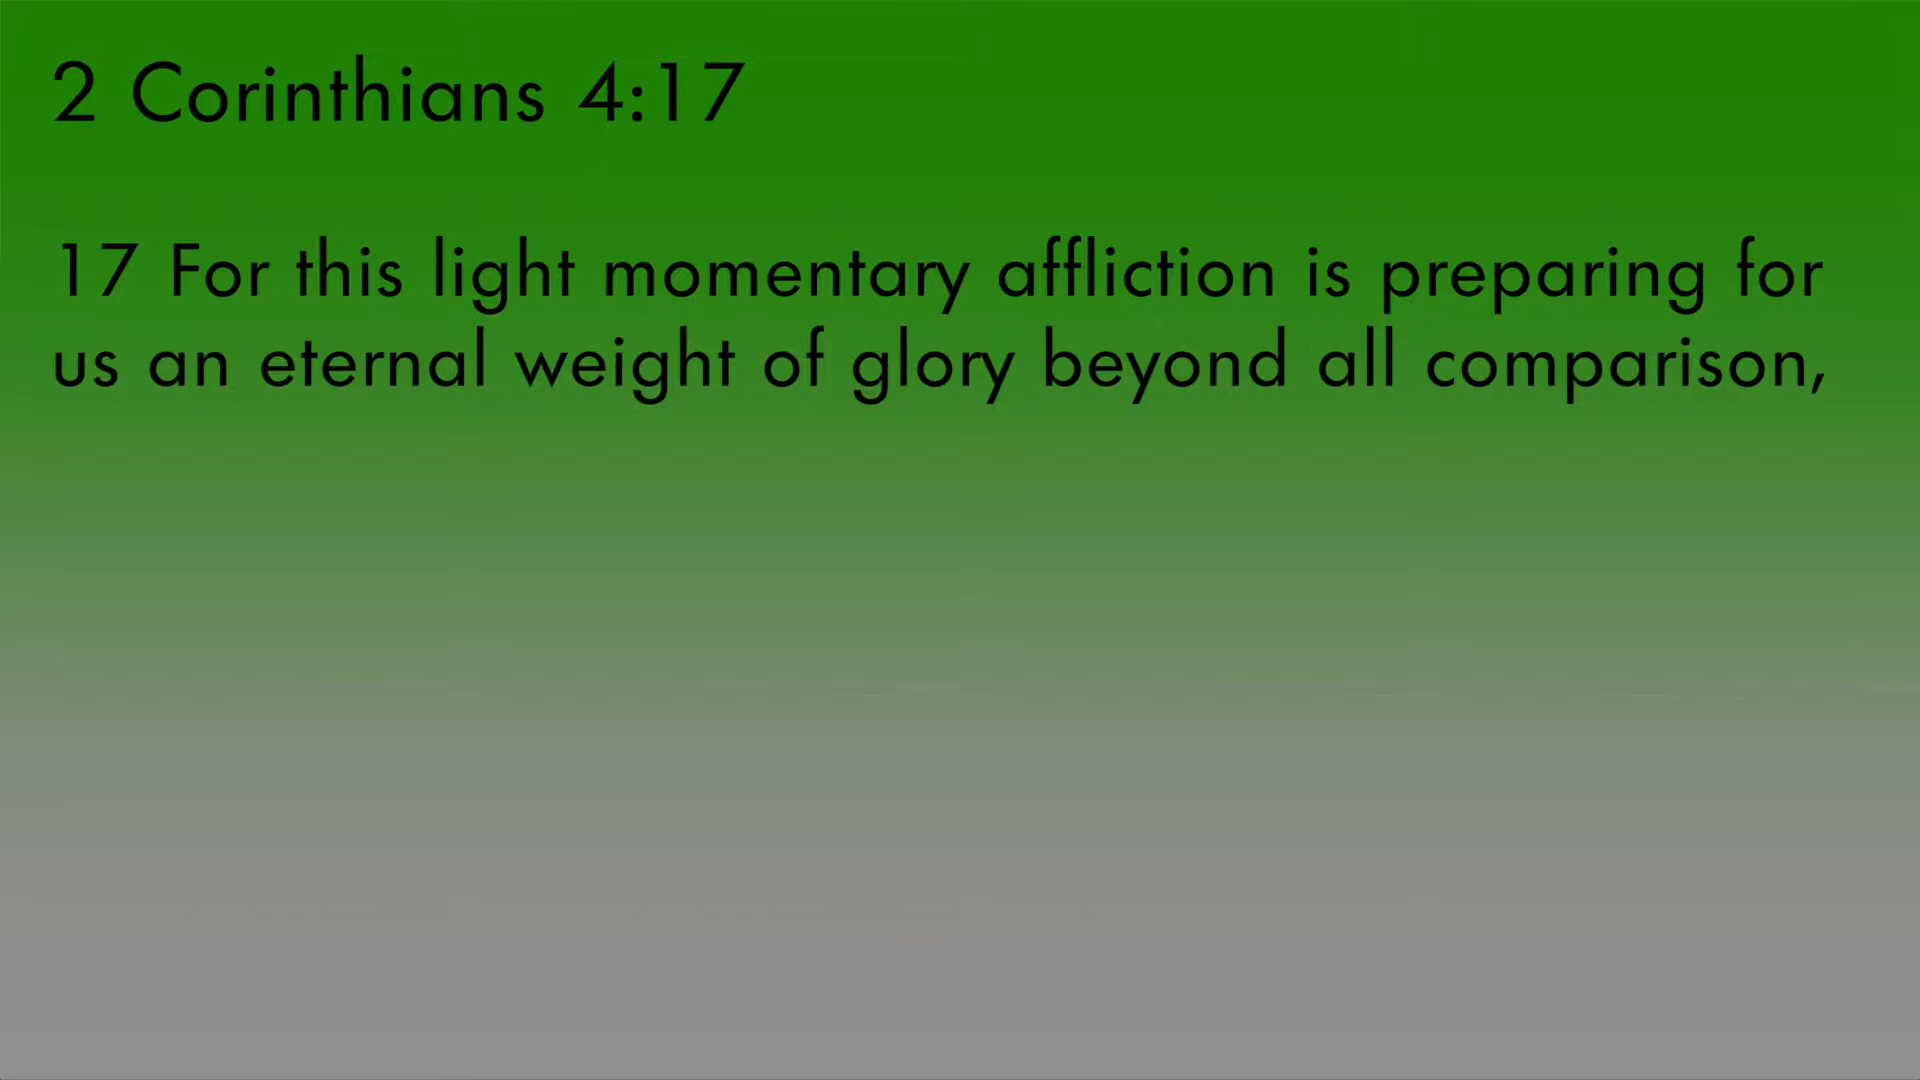 2 Corinthians 4:17
17 For this light momentary affliction is preparing for
us an eternal weight of glory beyond all comparison,